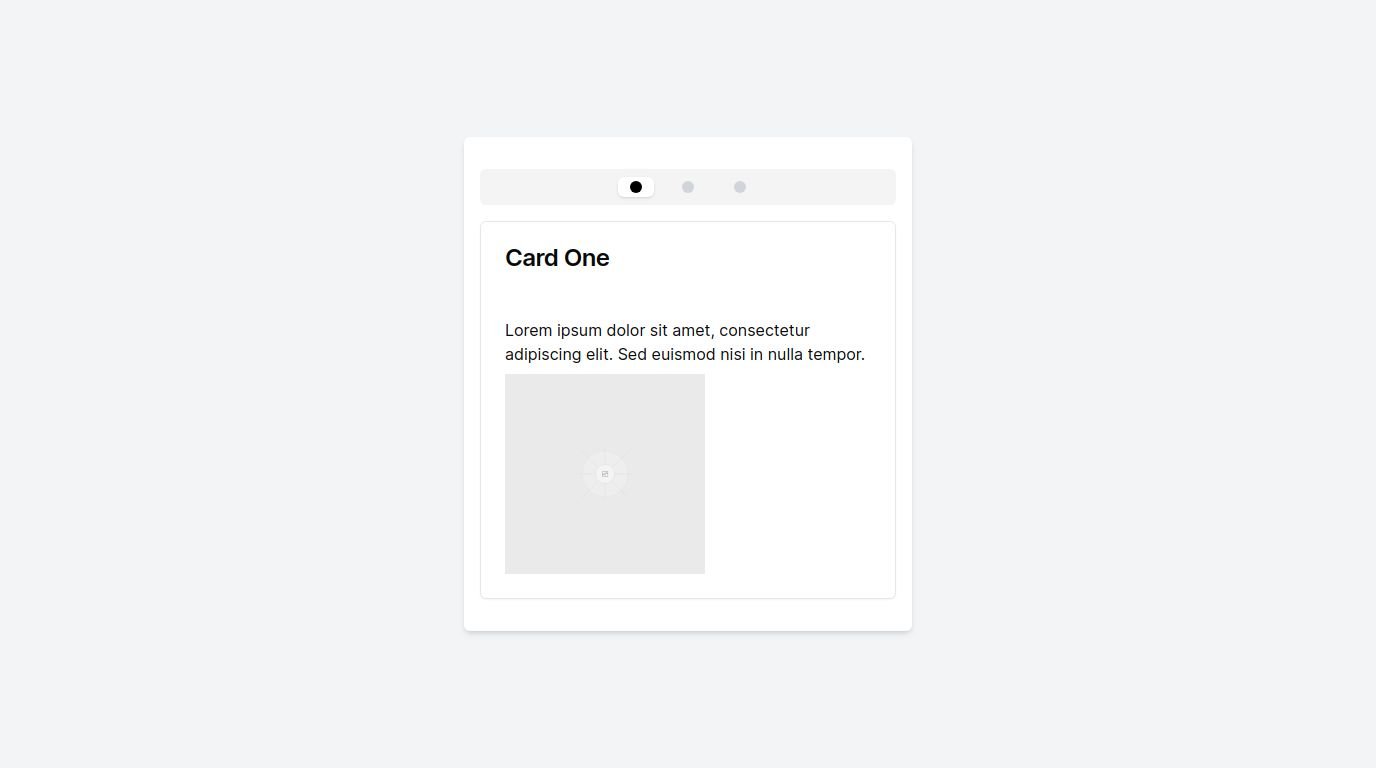 Card One
Lorem ipsum dolor sit amet, consectetur
adipiscing elit. Sed euismod nisi in nulla tempor.